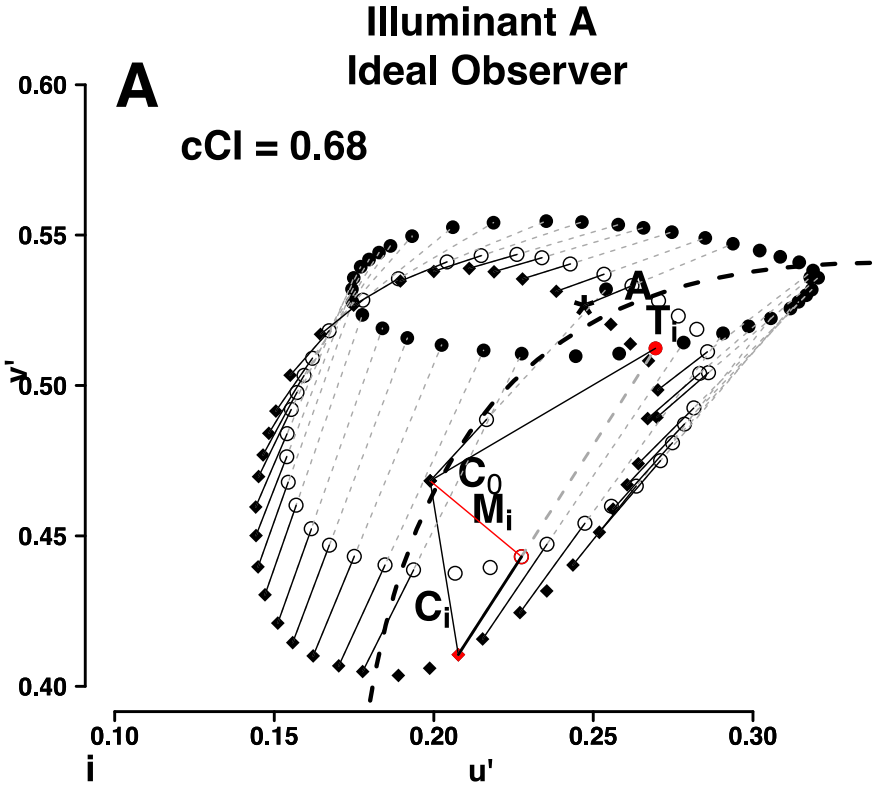 Illuminant A
Ideal Observer
A
cCI = 0.68
0.60
0.55
0.50
0.45
0.40
v'
A
Ti
C0
Mi
Ci
0.10
0.15
0.20
0.25
0.30
u'
i